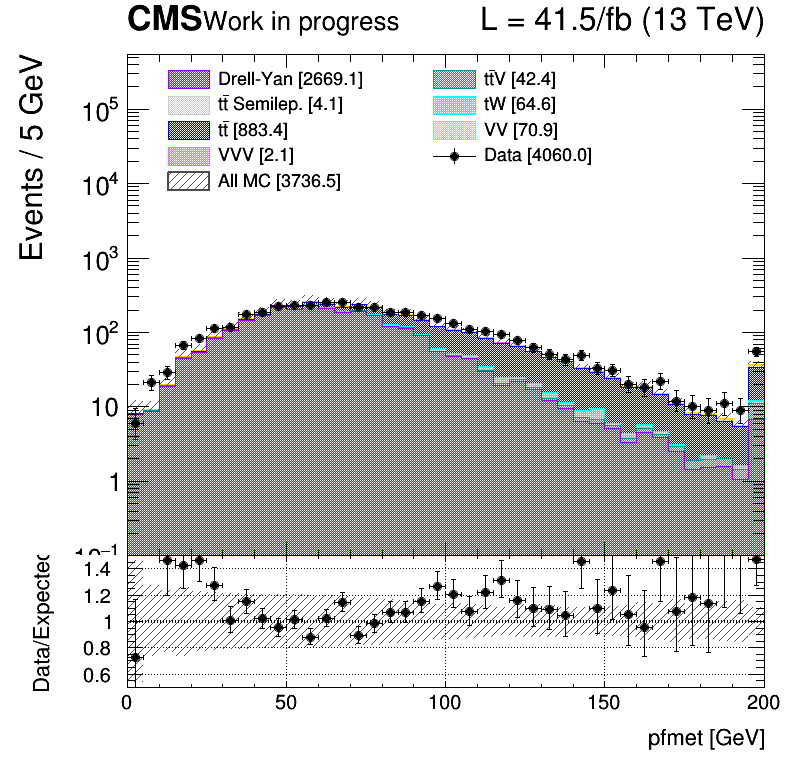 CMS Work in progress L = 41.5/fb (13 TeV)
Events / 5 GeV
Drell-Yan [2669.1] tt̄V [42.4]
tt̄ Semilep. [4.1] tW [64.6]
tt̄ [883.4] VV [70.9]
VVV [2.1] Data [4060.0]
All MC [3736.5]
10⁵
10⁴
10³
10²
10
1
10⁻¹
Data/Expected
1.4
1.2
1
0.8
0.6
0 50 100 150 200
pfmet [GeV]